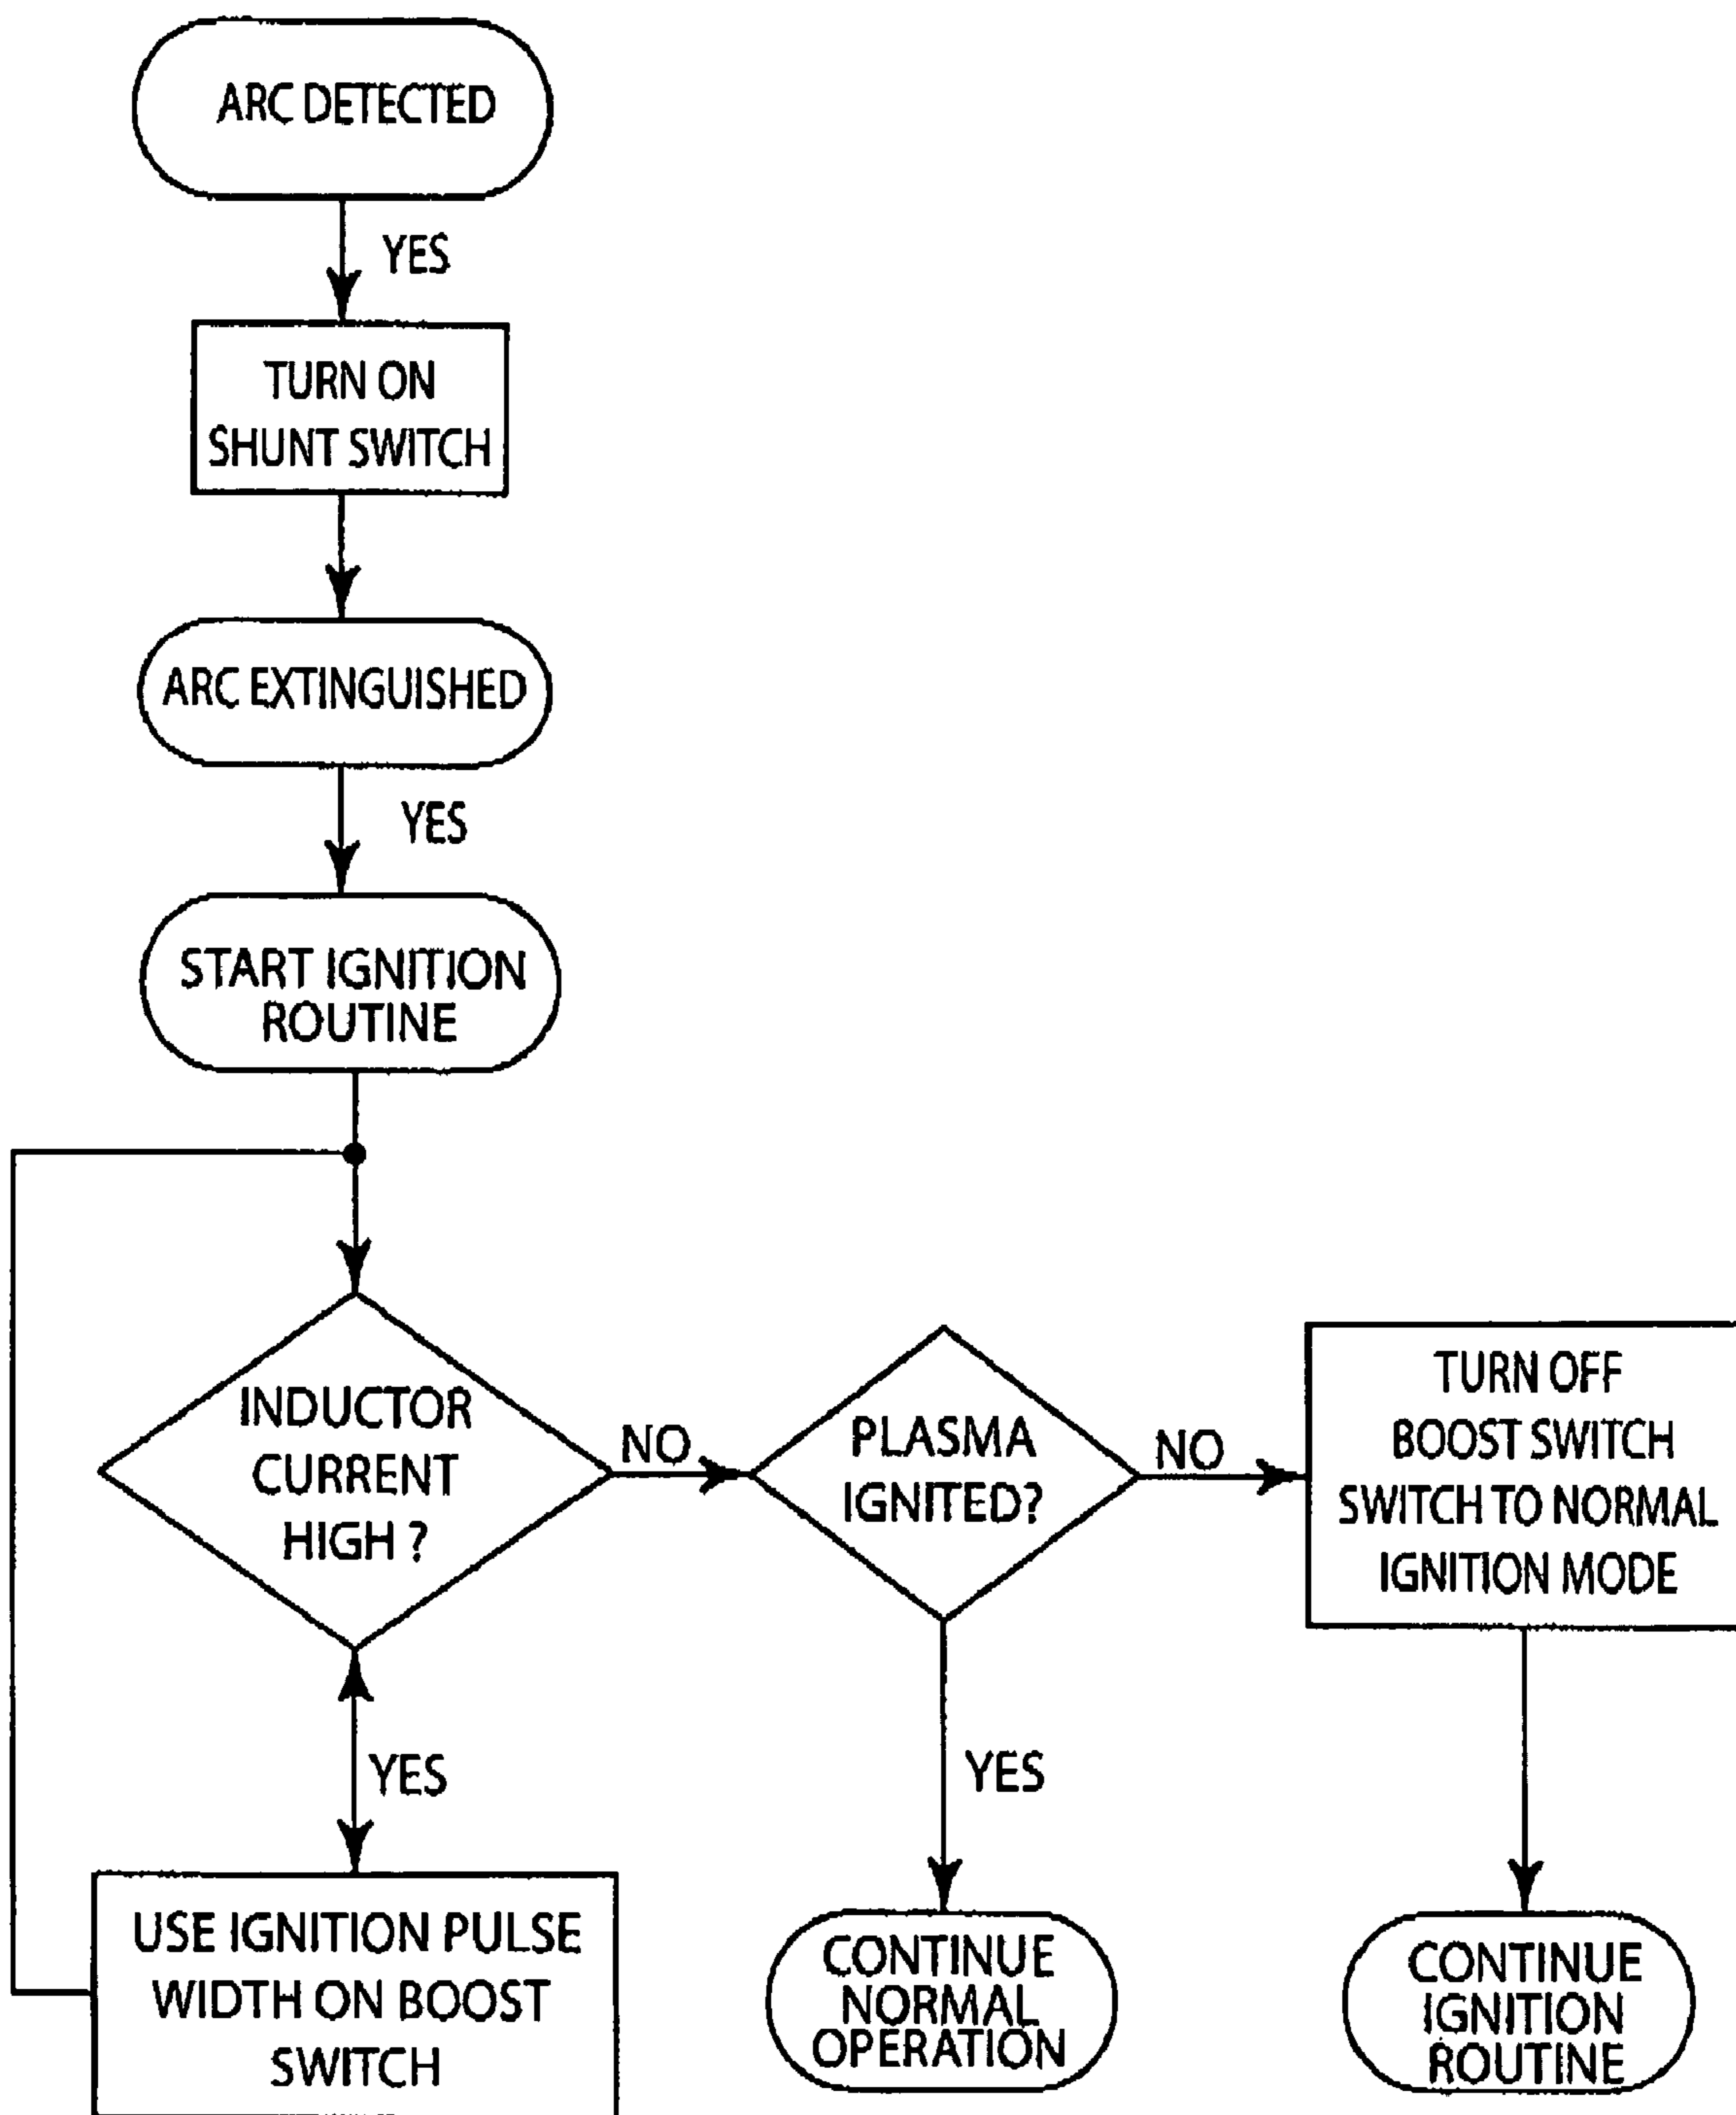 ARC DETECTED
YES
TURN ON
SHUNT SWITCH
ARC EXTINGUISHED
YES
START IGNITION
ROUTINE
INDUCTOR
CURRENT
HIGH ?
NO
PLASMA
IGNITED?
NO
TURN OFF
BOOST SWITCH
SWITCH TO NORMAL
IGNITION MODE
YES
YES
USE IGNITION PULSE
WIDTH ON BOOST
SWITCH
CONTINUE
NORMAL
OPERATION
CONTINUE
IGNITION
ROUTINE